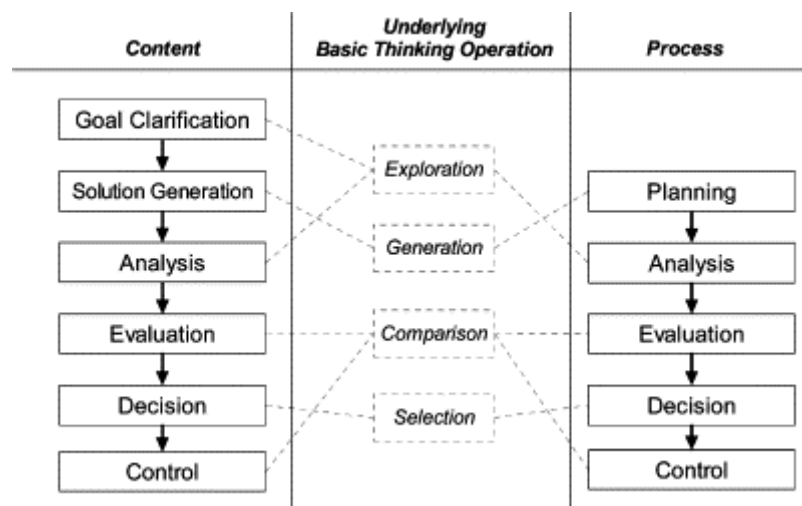 Content
Underlying
Basic Thinking Operation
Process
Goal Clarification
Solution Generation
Analysis
Evaluation
Decision
Control
Exploration
Generation
Comparison
Selection
Planning
Analysis
Evaluation
Decision
Control